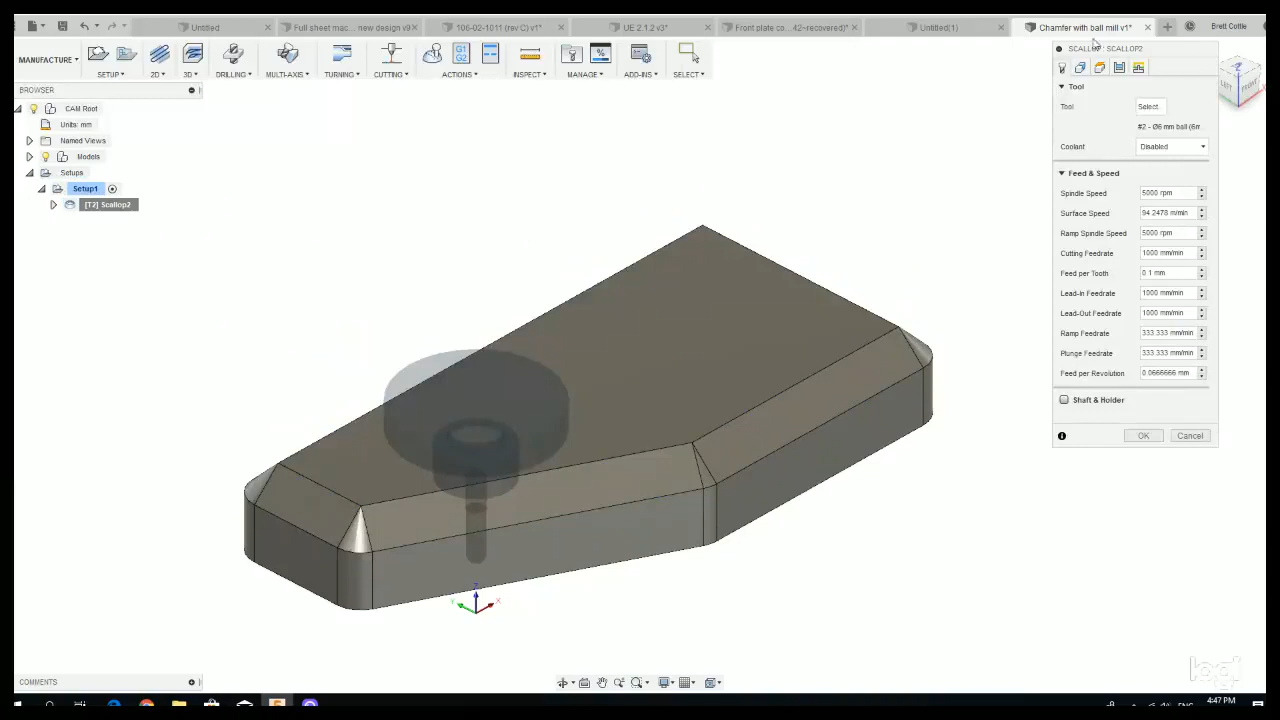 Untitled
Full sheet mac... new design v9*
106-02-1011 (rev C) v1*
UE 2.1.2 v3*
Front plate co...42~recovered)*
Untitled(1)
Chamfer with ball mill v1*
Brett Cottle
MANUFACTURE
SETUP
2D
3D
DRILLING
MULTI-AXIS
TURNING
CUTTING
G1
G2
ACTIONS
INSPECT
MANAGE
ADD-INS
SELECT
BROWSER
CAM Root
Units: mm
Named Views
Models
Setups
Setup1
[T2] Scallop2
SCALLOP : SCALLOP2
Tool
Tool
Select
#2 - Ø6 mm ball (6m
Coolant
Disabled
Feed & Speed
Spindle Speed
5000 rpm
Surface Speed
94.2478 m/min
Ramp Spindle Speed
5000 rpm
Cutting Feedrate
1000 mm/min
Feed per Tooth
0.1 mm
Lead-In Feedrate
1000 mm/min
Lead-Out Feedrate
1000 mm/min
Ramp Feedrate
333.333 mm/min
Plunge Feedrate
333.333 mm/min
Feed per Revolution
0.0666666 mm
Shaft & Holder
OK
Cancel
LEFT
FRONT
Z
Y
X
COMMENTS
logi
ENG
4:47 PM